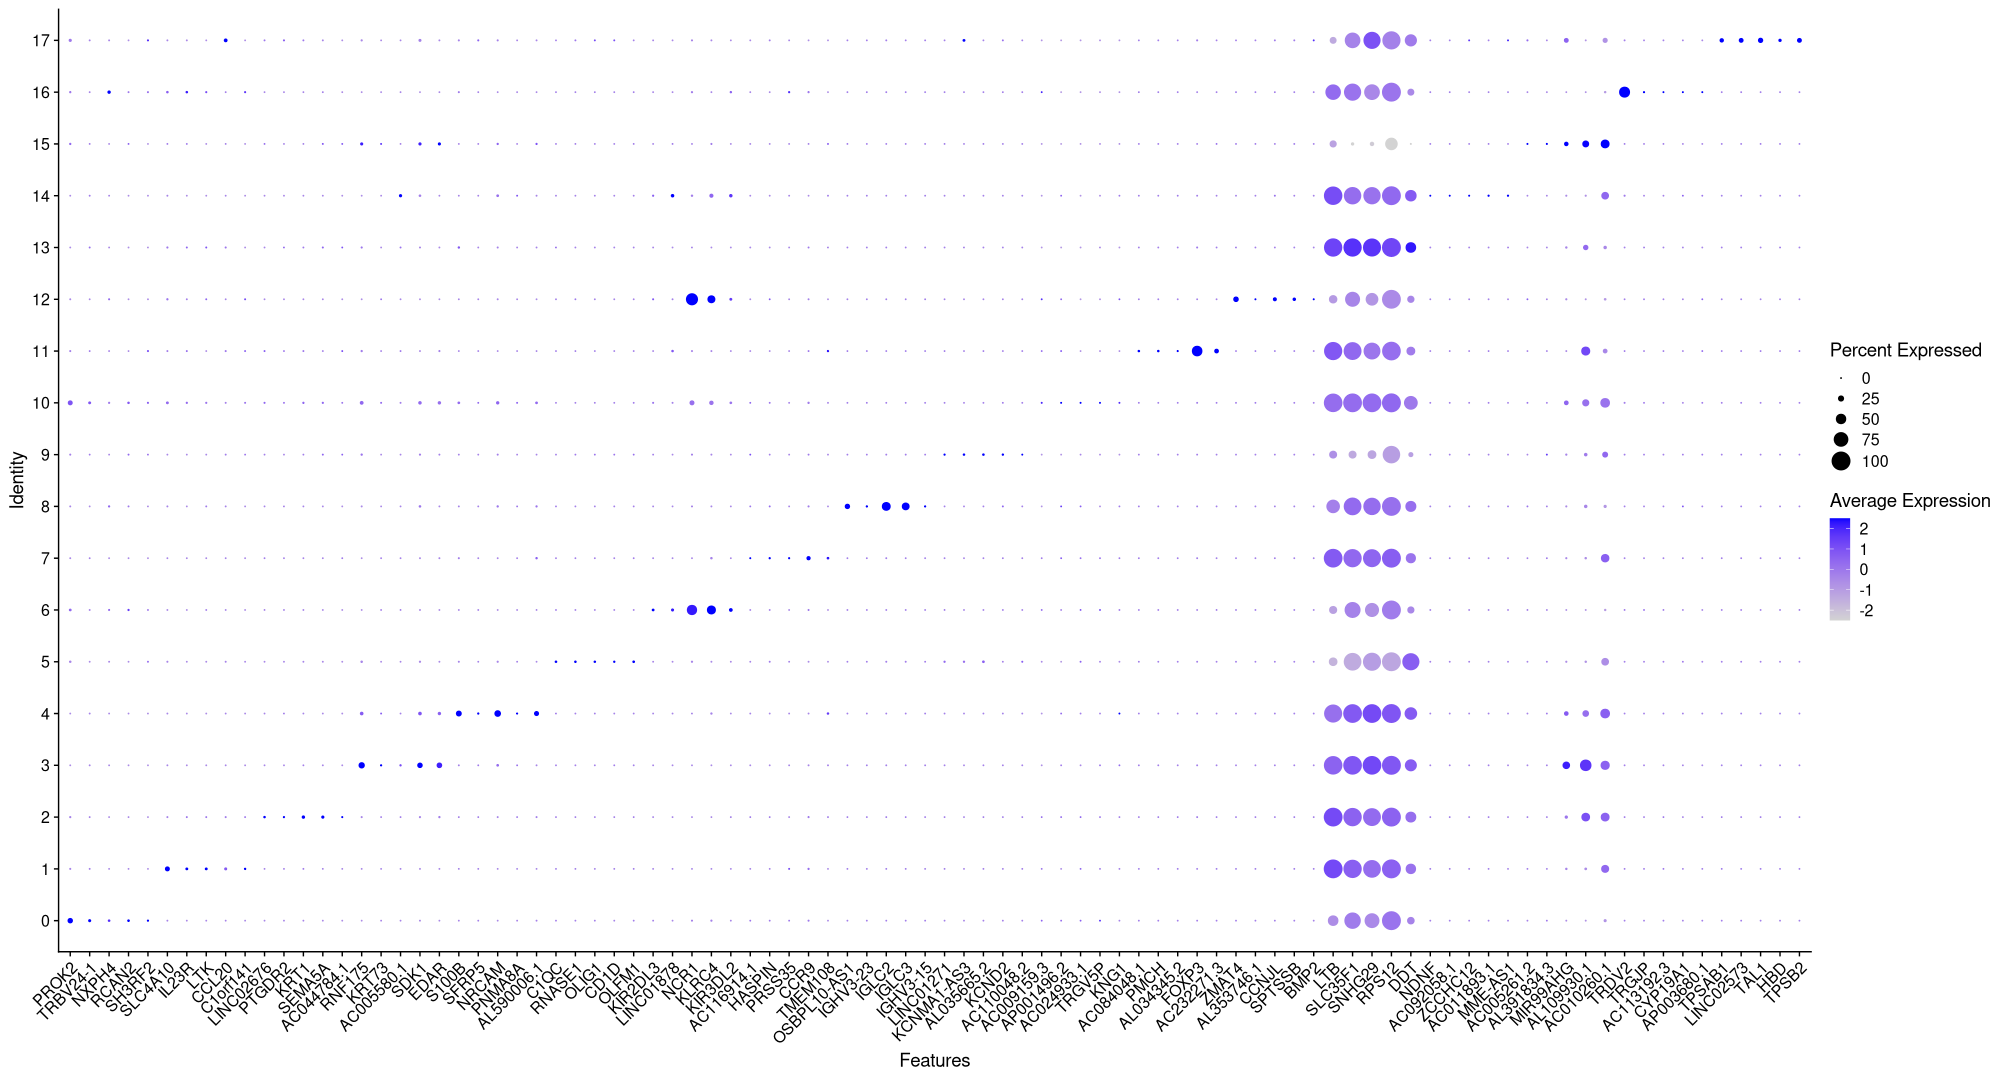 Identity
17
16
15
14
13
12
11
10
9
8
7
6
5
4
3
2
1
0
PROK2
TRBV24-1
NXPH4
RCAN2
SH3RF2
SLC4A10
IL23R
LTK
CCL20
C1orf141
LINC02676
PTGDR2
KRT1
SEMA5A
AC044784.1
RNF175
KRT73
AC005580.1
SDK1
EDAR
S100B
SFRP5
NRCAM
PNMA8A
AL590006.1
C1QC
RNASE1
OLIG1
CD1D
OLFM1
KIR2DL3
LINC01878
NCR1
KLRC4
KIR3DL2
AC116914.1
HASPIN
PRSS35
CCR9
TMEM108
OSBPL10-AS1
IGHV3-23
IGLC2
IGLC3
IGHV3-15
LINC01271
KCNMA1-AS3
AL035665.2
KCND2
AC110048.2
AC009159.3
AP001496.2
AC024933.1
TRGV5P
KNG1
AC084048.1
PMCH
AL034345.2
FOXP3
AC232271.3
ZMAT4
AL353746.1
CCNJL
SPTSSB
BMP2
LTB
SLC35F1
SNHG29
RPS12
DDT
NDNF
AC092058.1
ZCCHC12
AC011893.1
MME-AS1
AC005261.2
AL391834.3
MIR99AHG
AL109930.1
AC010260.1
TRDV2
TRGJP
AC113192.3
CYP19A1
AP003680.1
TPSAB1
LINC02573
TAL1
HBD
TPSB2
Features
Percent Expressed
0
25
50
75
100
Average Expression
2
1
0
-1
-2